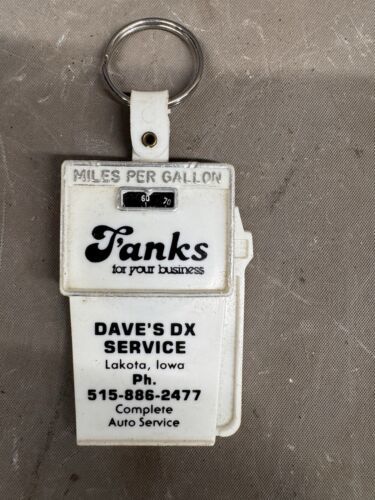 MILES PER GALLON
60 70
T'anks
for your business
DAVE'S DX
SERVICE
Lakota, Iowa
Ph.
515-886-2477
Complete
Auto Service